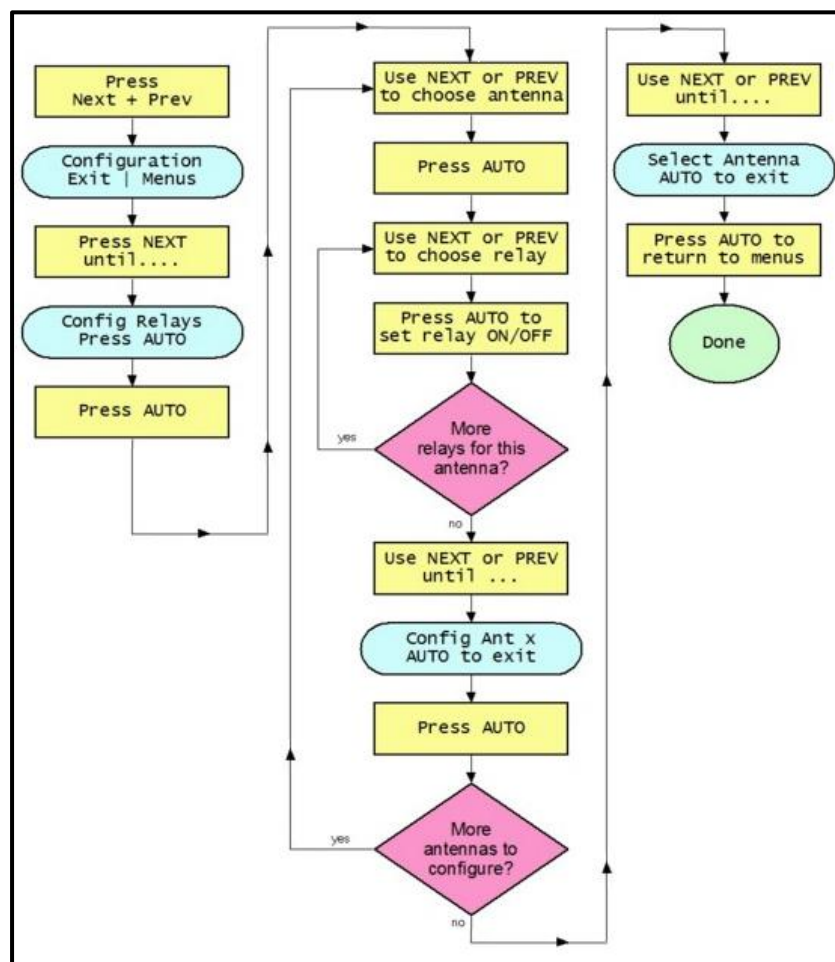 Press
Next + Prev
Configuration
Exit | Menus
Press NEXT
until....
Config Relays
Press AUTO
Press AUTO
Use NEXT or PREV
to choose antenna
Press AUTO
Use NEXT or PREV
to choose relay
Press AUTO to
set relay ON/OFF
More
relays for this
antenna?
yes
no
Use NEXT or PREV
until ...
Config Ant x
AUTO to exit
Press AUTO
More
antennas to
configure?
yes
no
Use NEXT or PREV
until....
Select Antenna
AUTO to exit
Press AUTO to
return to menus
Done